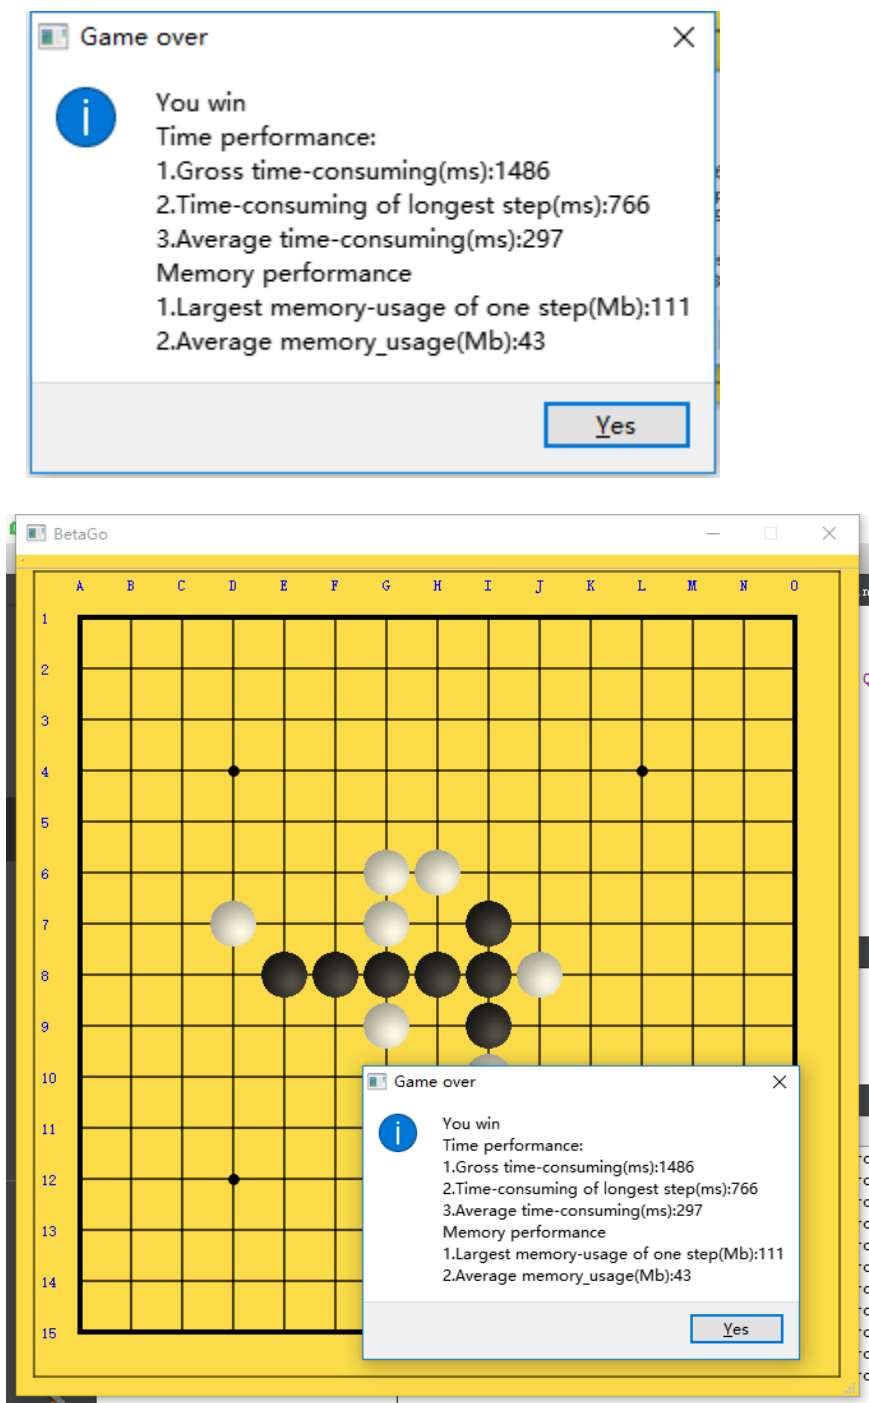 Game over
You win
Time performance:
1.Gross time-consuming(ms):1486
2.Time-consuming of longest step(ms):766
3.Average time-consuming(ms):297
Memory performance
1.Largest memory-usage of one step(Mb):111
2.Average memory_usage(Mb):43
Yes
BetaGo
A B C D E F G H I J K L M N O
1
2
3
4
5
6
7
8
9
10
11
12
13
14
15
Game over
You win
Time performance:
1.Gross time-consuming(ms):1486
2.Time-consuming of longest step(ms):766
3.Average time-consuming(ms):297
Memory performance
1.Largest memory-usage of one step(Mb):111
2.Average memory_usage(Mb):43
Yes